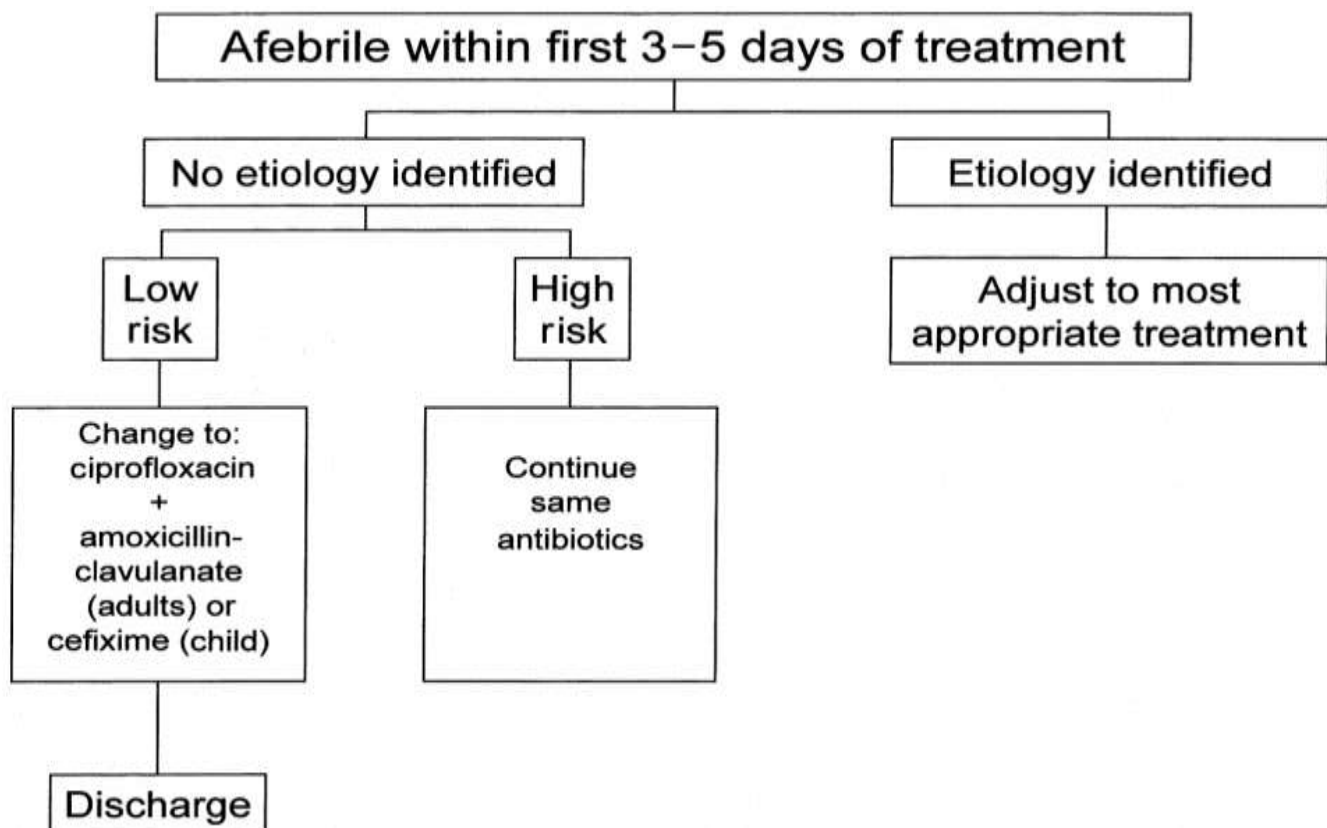 Afebrile within first 3–5 days of treatment
No etiology identified
Etiology identified
Low
risk
High
risk
Adjust to most
appropriate treatment
Change to:
ciprofloxacin
+
amoxicillin-
clavulanate
(adults) or
cefixime (child)
Continue
same
antibiotics
Discharge